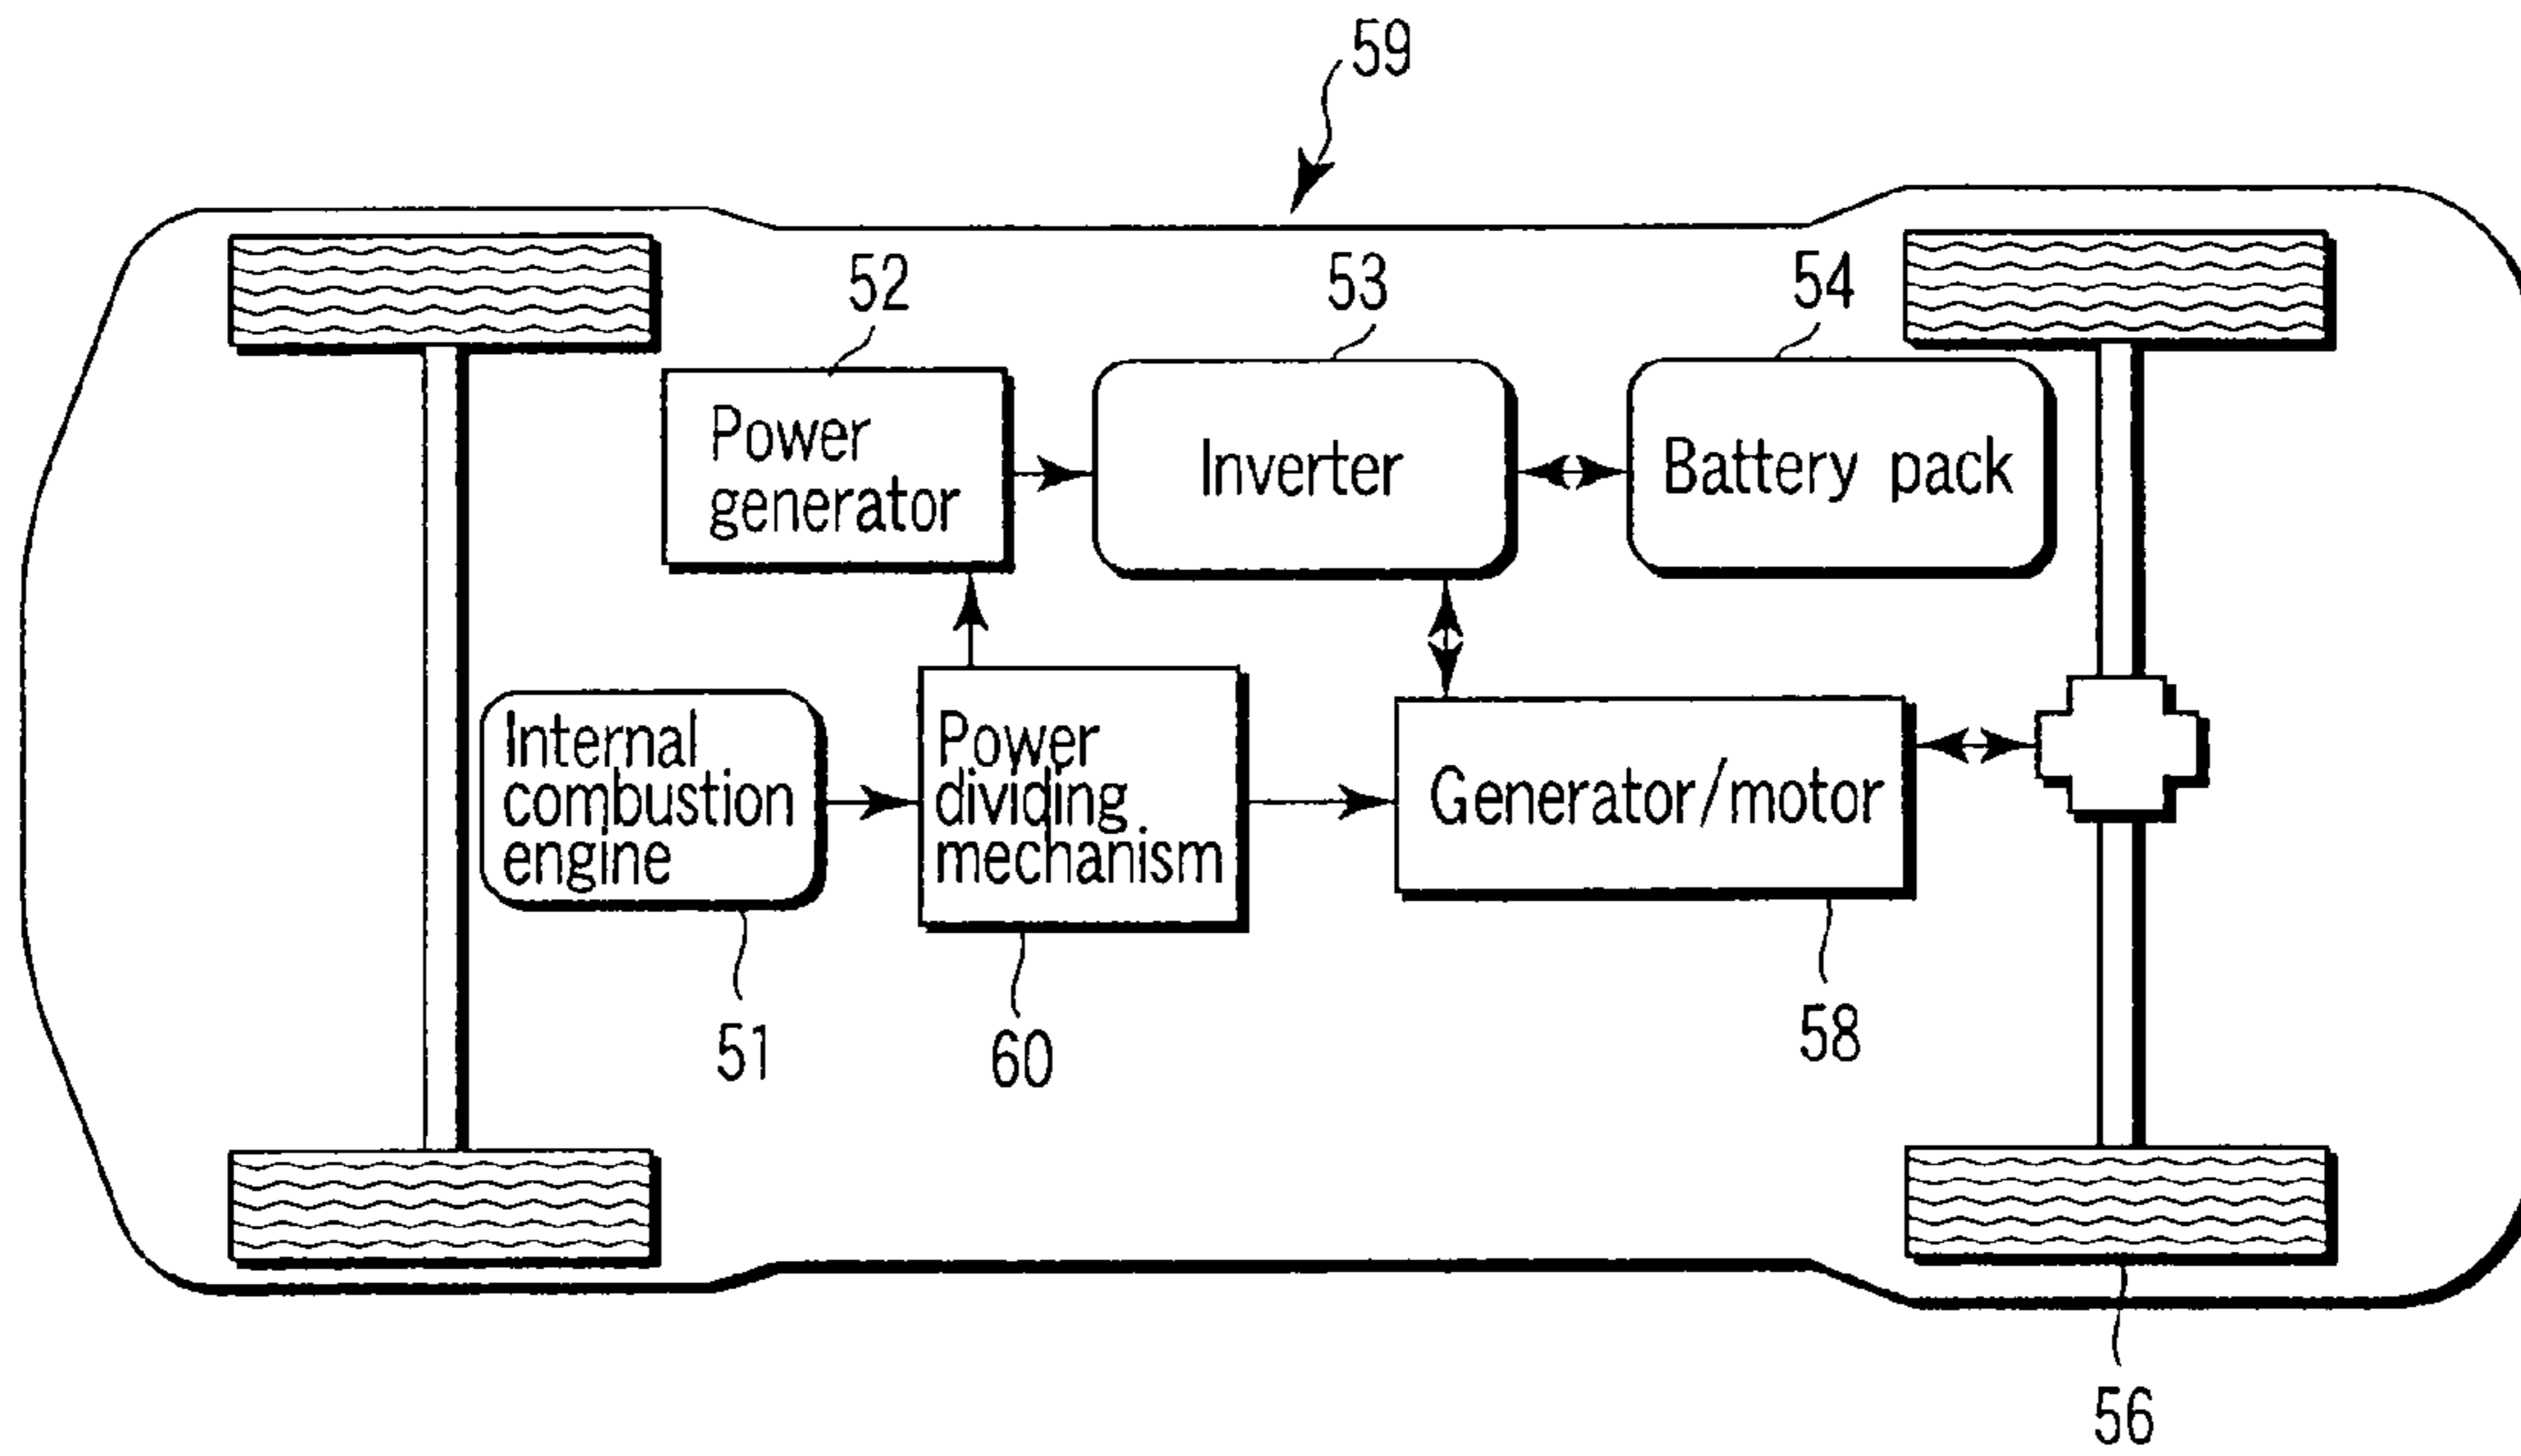 59
52
53
54
Power
generator
Inverter
Battery pack
Internal
combustion
engine
Power
dividing
mechanism
Generator/motor
51
60
58
56